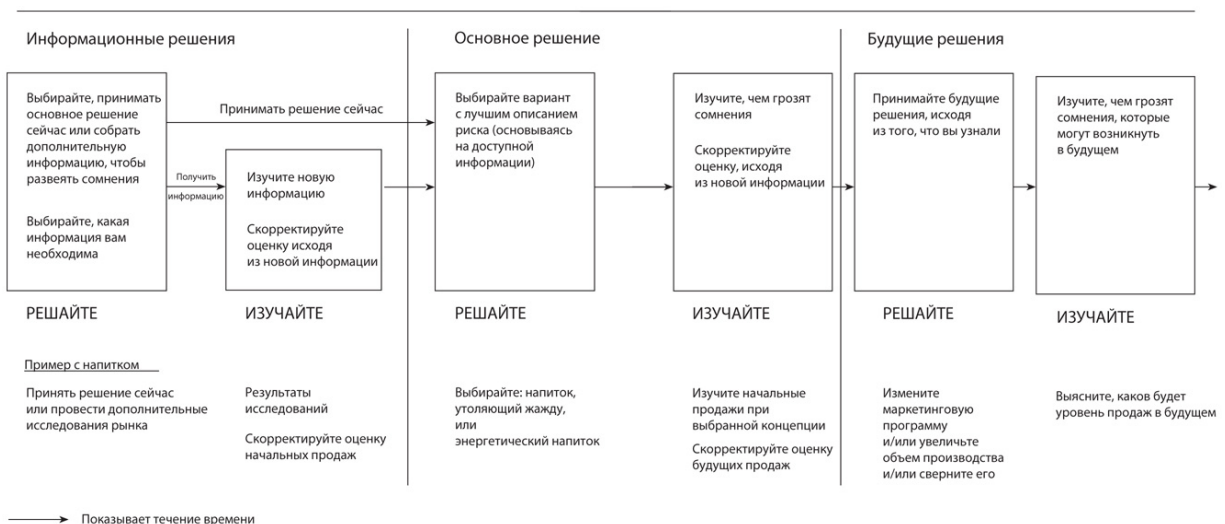 Информационные решения
Основное решение
Будущие решения
Выбирайте, принимать
основное решение
сейчас или собрать
дополнительную
информацию, чтобы
развеять сомнения
Выбирайте, какая
информация вам
необходима
Принимать решение сейчас
Получить
информацию
Изучите новую
информацию
Скорректируйте
оценку исходя
из новой информации
Выбирайте вариант
с лучшим описанием
риска (основываясь
на доступной
информации)
Изучите, чем грозят
сомнения
Скорректируйте
оценку, исходя
из новой информации
Принимайте будущие
решения, исходя
из того, что вы узнали
Изучите, чем грозят
сомнения, которые
могут возникнуть
в будущем
РЕШАЙТЕ
ИЗУЧАЙТЕ
РЕШАЙТЕ
ИЗУЧАЙТЕ
РЕШАЙТЕ
ИЗУЧАЙТЕ
Пример с напитком
Принять решение сейчас
или провести дополнительные
исследования рынка
Результаты
исследований
Скорректируйте оценку
начальных продаж
Выбирайте: напиток,
утоляющий жажду,
или
энергетический напиток
Изучите начальные
продажи при
выбранной концепции
Скорректируйте оценку
будущих продаж
Измените
маркетинговую
программу
и/или увеличьте
объем производства
и/или сверните его
Выясните, каков будет
уровень продаж в будущем
Показывает течение времени